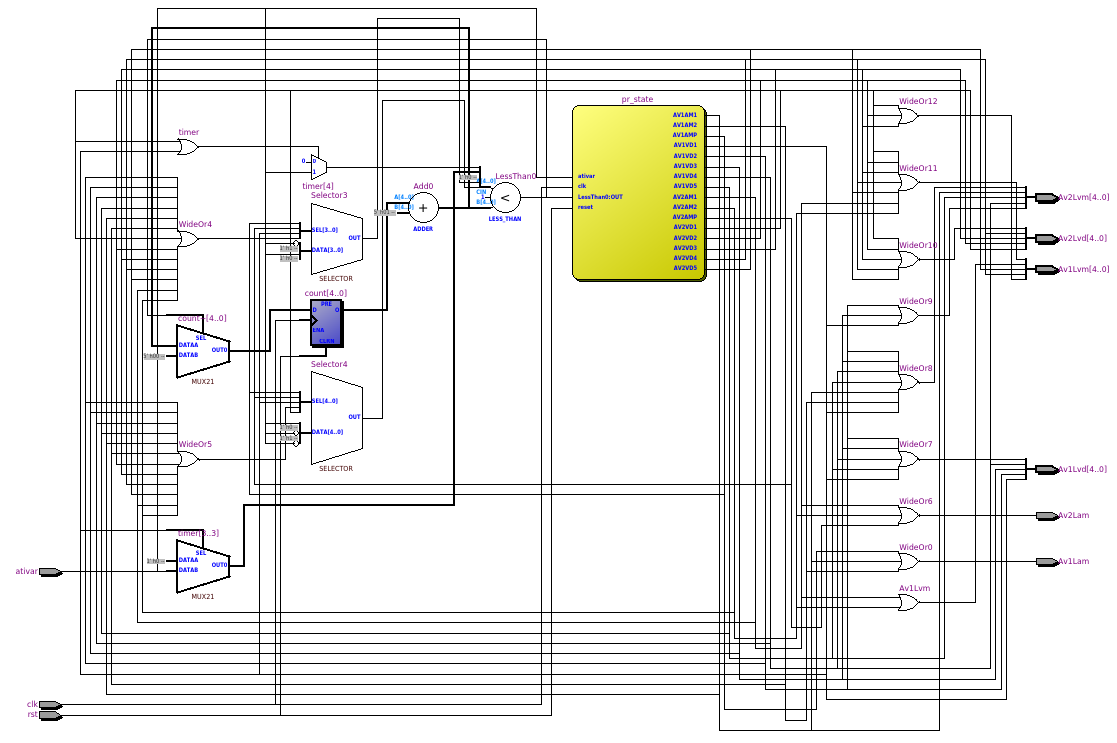 pr_state
AV1AM1
AV1AM2
AV1AMP
AV1VD1
AV1VD2
AV1VD3
AV1VD4
AV1VD5
AV2AM1
AV2AM2
AV2AMP
AV2VD1
AV2VD2
AV2VD3
AV2VD4
AV2VD5
ativar
clk
LessThan0:OUT
reset
timer
0
0
1
timer[4]
Selector3
SEL[3..0]
DATA[3..0]
OUT
SELECTOR
WideOr4
Add0
A[4..0]
B[4..0]
+
ADDER
LessThan0
A[4..0]
CIN
1
B[4..0]
<
LESS_THAN
count[4..0]
PRE
D
Q
ENA
CLRN
SEL
DATAA
DATAB
OUT0
MUX21
Selector4
SEL[4..0]
DATA[4..0]
OUT
SELECTOR
WideOr5
SEL
DATAA
DATAB
OUT0
MUX21
ativar
clk
rst
WideOr12
WideOr11
WideOr10
WideOr9
WideOr8
WideOr7
WideOr6
WideOr0
Av1Lvm
Av2Lvm[4..0]
Av2Lvd[4..0]
Av1Lvm[4..0]
Av1Lvd[4..0]
Av2Lam
Av1Lam